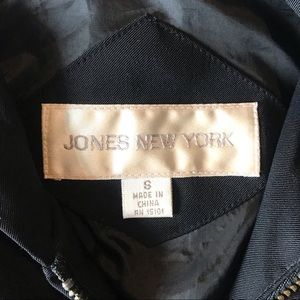 JONES NEW YORK
S
MADE IN
CHINA
RN 15101